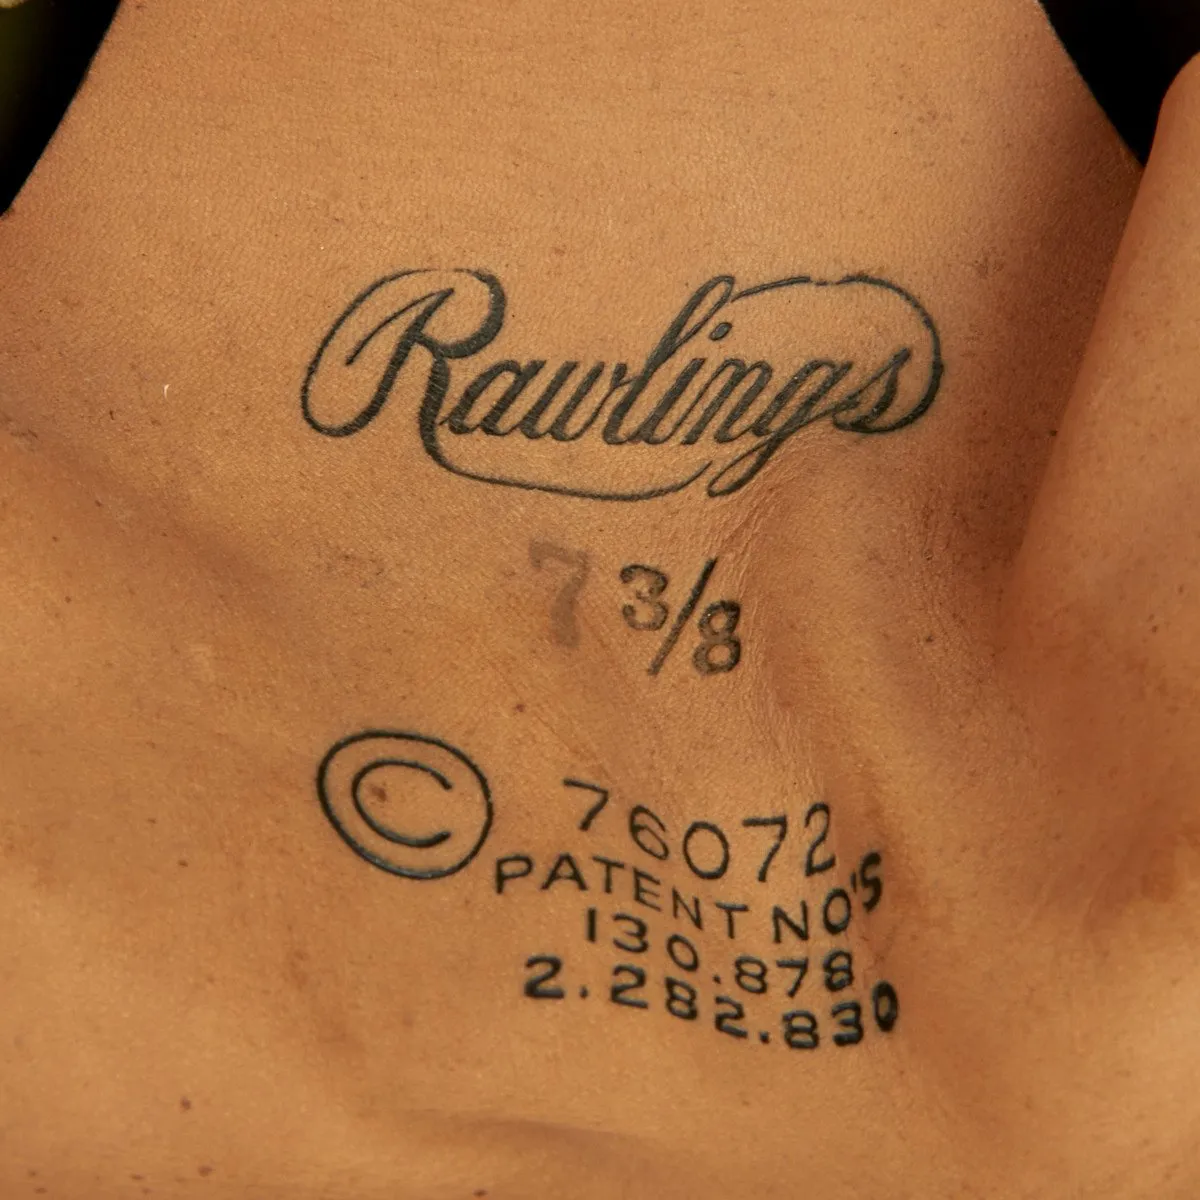 Rawlings
7 3/8
© 76072
PATENT NO'S
130.878
2.282.830